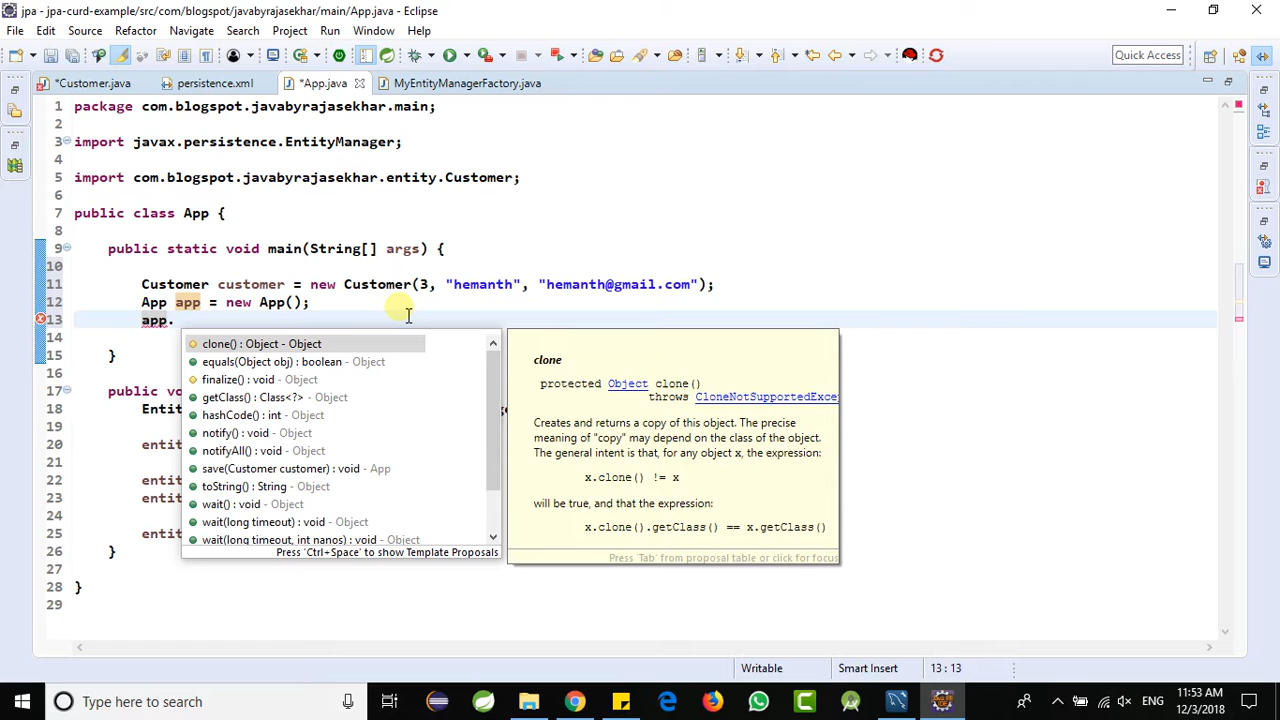 jpa - jpa-curd-example/src/com/blogspot/javabyrajasekhar/main/App.java - Eclipse
File Edit Source Refactor Navigate Search Project Run Window Help
Quick Access
*Customer.java persistence.xml *App.java MyEntityManagerFactory.java
1 package com.blogspot.javabyrajasekhar.main;
2
3 import javax.persistence.EntityManager;
4
5 import com.blogspot.javabyrajasekhar.entity.Customer;
6
7 public class App {
8
9 public static void main(String[] args) {
10
11 Customer customer = new Customer(3, "hemanth", "hemanth@gmail.com");
12 App app = new App();
13 app.
14
15 }
16
17 public vo
18 Enti
19
20 entit
21
22 entit
23 entit
25 entit
26 }
27
28 }
29
clone() : Object - Object
equals(Object obj) : boolean - Object
finalize() : void - Object
getClass() : Class<?> - Object
hashCode() : int - Object
notify() : void - Object
notifyAll() : void - Object
save(Customer customer) : void - App
toString() : String - Object
wait() : void - Object
wait(long timeout) : void - Object
wait(long timeout, int nanos) : void - Object
Press 'Ctrl+Space' to show Template Proposals
clone
protected Object clone()
throws CloneNotSupportedExce
Creates and returns a copy of this object. The precise
meaning of "copy" may depend on the class of the object.
The general intent is that, for any object x, the expression:
x.clone() != x
will be true, and that the expression:
x.clone().getClass() == x.getClass()
Press 'Tab' from proposal table or click for focus
Writable Smart Insert 13 : 13
Type here to search
ENG
11:53 AM
12/3/2018